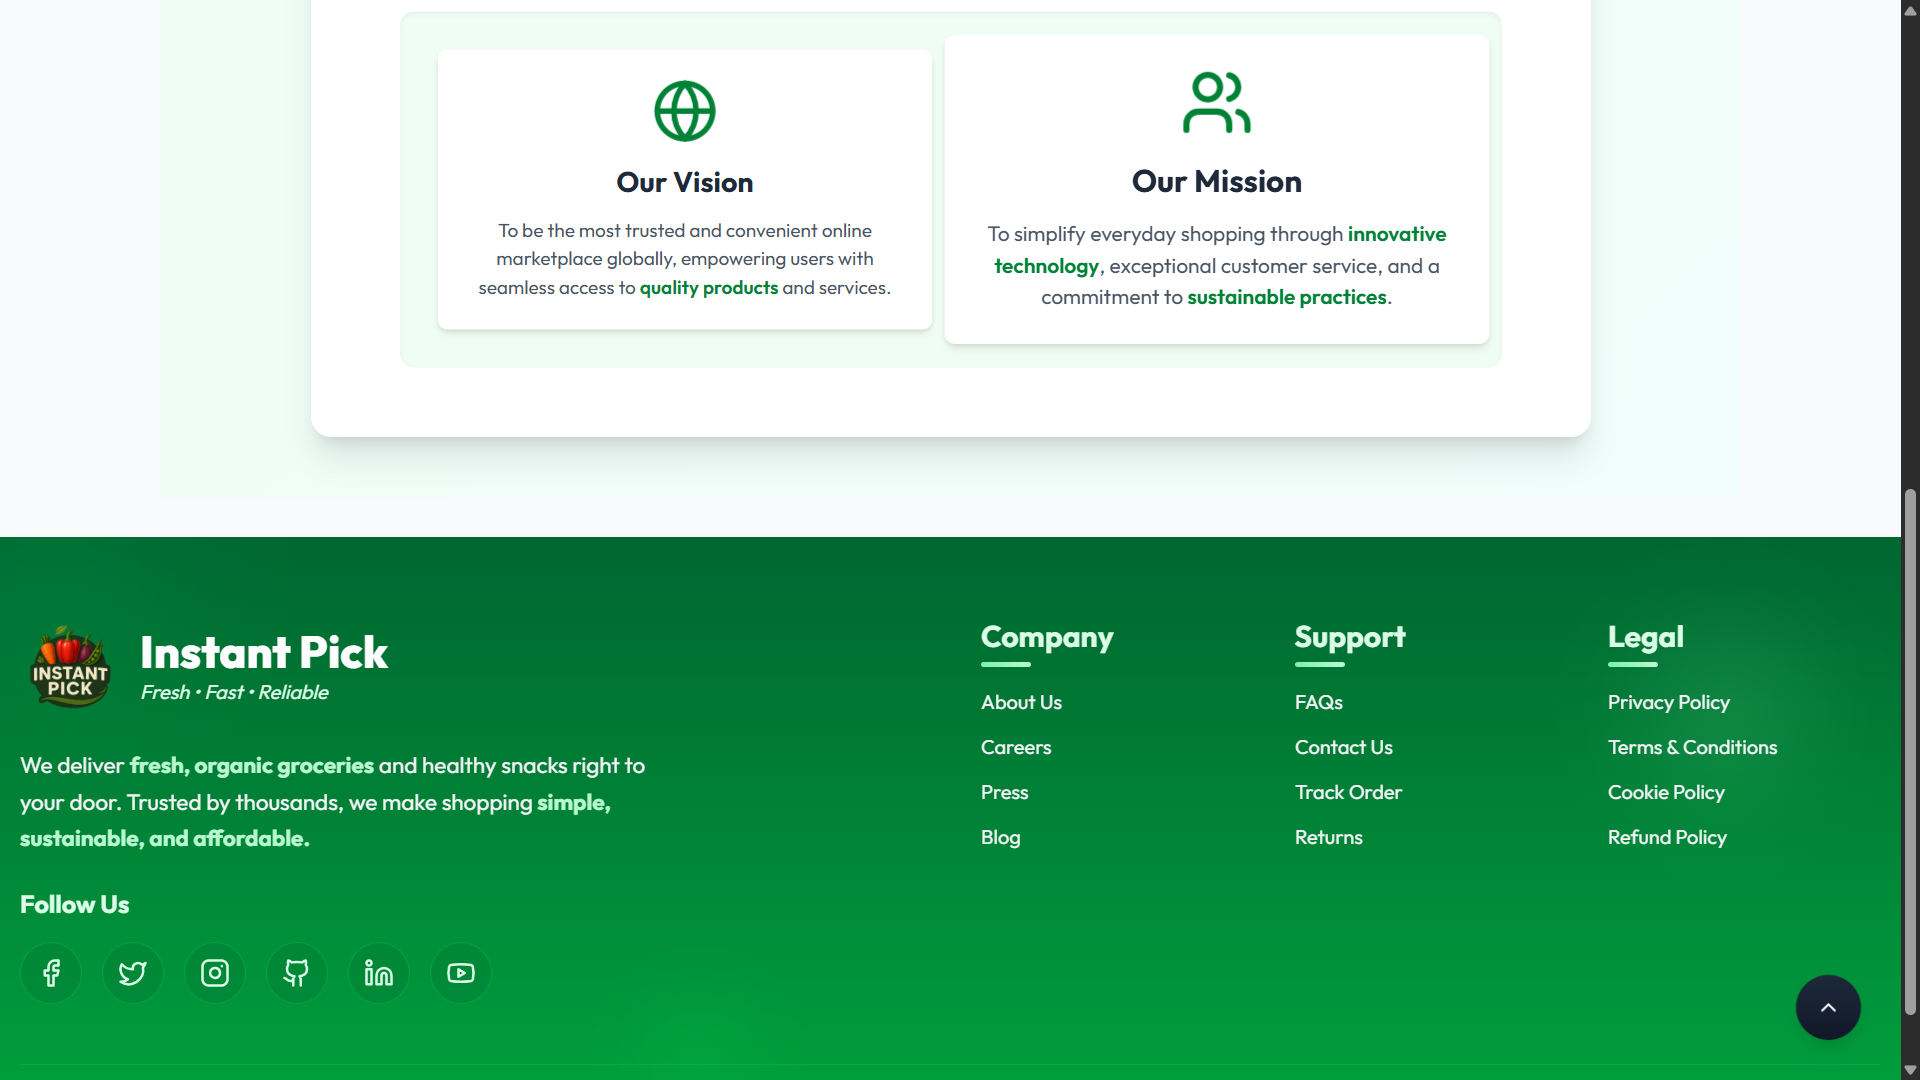 Our Vision
To be the most trusted and convenient online
marketplace globally, empowering users with
seamless access to quality products and services.
Our Mission
To simplify everyday shopping through innovative
technology, exceptional customer service, and a
commitment to sustainable practices.
INSTANT
PICK
Instant Pick
Fresh • Fast • Reliable
We deliver fresh, organic groceries and healthy snacks right to
your door. Trusted by thousands, we make shopping simple,
sustainable, and affordable.
Follow Us
Company
About Us
Careers
Press
Blog
Support
FAQs
Contact Us
Track Order
Returns
Legal
Privacy Policy
Terms & Conditions
Cookie Policy
Refund Policy